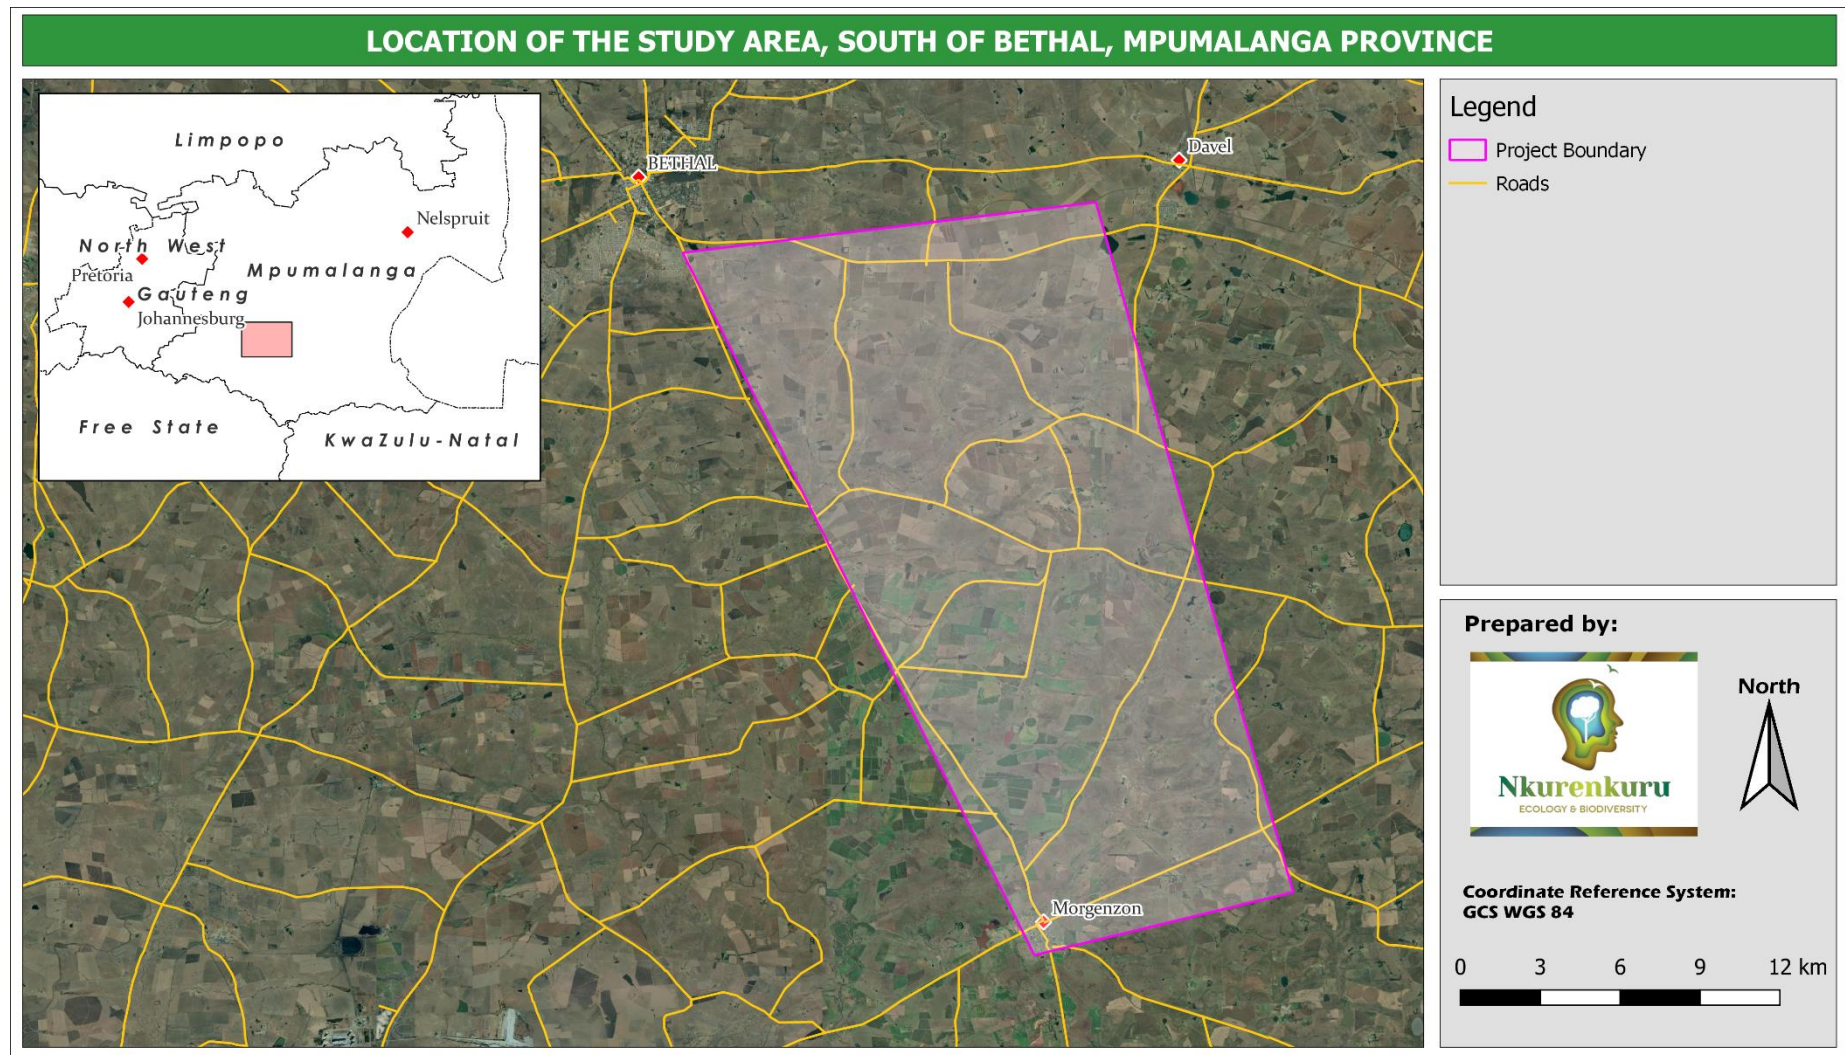 LOCATION OF THE STUDY AREA, SOUTH OF BETHAL, MPUMALANGA PROVINCE
Limpopo
Nelspruit
North West
Pretoria
Mpumalanga
Gauteng
Johannesburg
Free State
KwaZulu-Natal
BETHAL
Davel
Morgenzon
Legend
Project Boundary
Roads
Prepared by:
Nkurenkuru
ECOLOGY & BIODIVERSITY
North
Coordinate Reference System:
GCS WGS 84
0 3 6 9 12 km